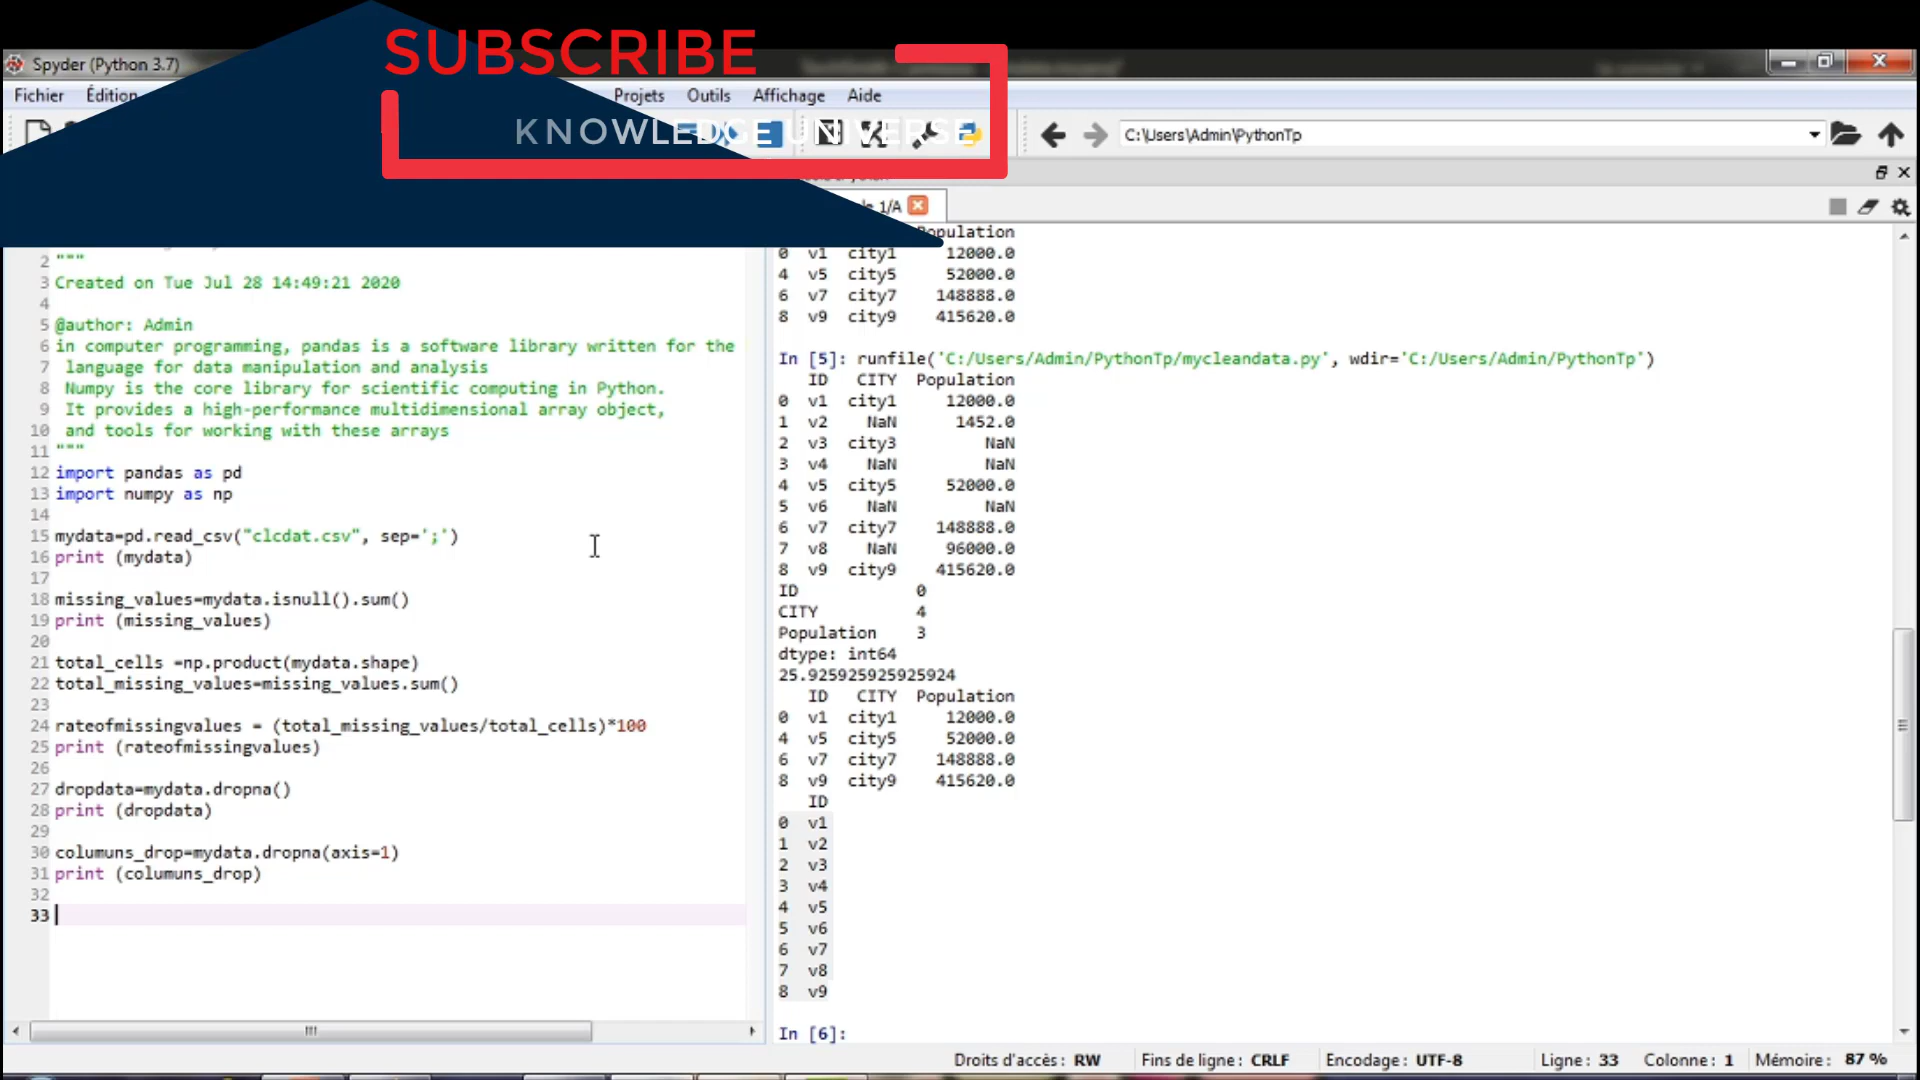 SUBSCRIBE
KNOWLEDGE UNIVERSE
Spyder (Python 3.7)
Fichier Édition Projets Outils Affichage Aide
C:\Users\Admin\PythonTp
1/A
2 """
3 Created on Tue Jul 28 14:49:21 2020
4
5 @author: Admin
6 in computer programming, pandas is a software library written for the
7 language for data manipulation and analysis
8 Numpy is the core library for scientific computing in Python.
9 It provides a high-performance multidimensional array object,
10 and tools for working with these arrays
11 """
12 import pandas as pd
13 import numpy as np
14
15 mydata=pd.read_csv("clcdat.csv", sep=';')
16 print (mydata)
17
18 missing_values=mydata.isnull().sum()
19 print (missing_values)
20
21 total_cells =np.product(mydata.shape)
22 total_missing_values=missing_values.sum()
23
24 rateofmissingvalues = (total_missing_values/total_cells)*100
25 print (rateofmissingvalues)
26
27 dropdata=mydata.dropna()
28 print (dropdata)
29
30 columuns_drop=mydata.dropna(axis=1)
31 print (columuns_drop)
32
33
Population
0 v1 city1 12000.0
4 v5 city5 52000.0
6 v7 city7 148888.0
8 v9 city9 415620.0
In [5]: runfile('C:/Users/Admin/PythonTp/mycleandata.py', wdir='C:/Users/Admin/PythonTp')
ID CITY Population
0 v1 city1 12000.0
1 v2 NaN 1452.0
2 v3 city3 NaN
3 v4 NaN NaN
4 v5 city5 52000.0
5 v6 NaN NaN
6 v7 city7 148888.0
7 v8 NaN 96000.0
8 v9 city9 415620.0
ID 0
CITY 4
Population 3
dtype: int64
25.925925925925924
ID CITY Population
0 v1 city1 12000.0
4 v5 city5 52000.0
6 v7 city7 148888.0
8 v9 city9 415620.0
ID
0 v1
1 v2
2 v3
3 v4
4 v5
5 v6
6 v7
7 v8
8 v9
In [6]:
Droits d'accès : RW Fins de ligne : CRLF Encodage : UTF-8 Ligne : 33 Colonne : 1 Mémoire : 87 %